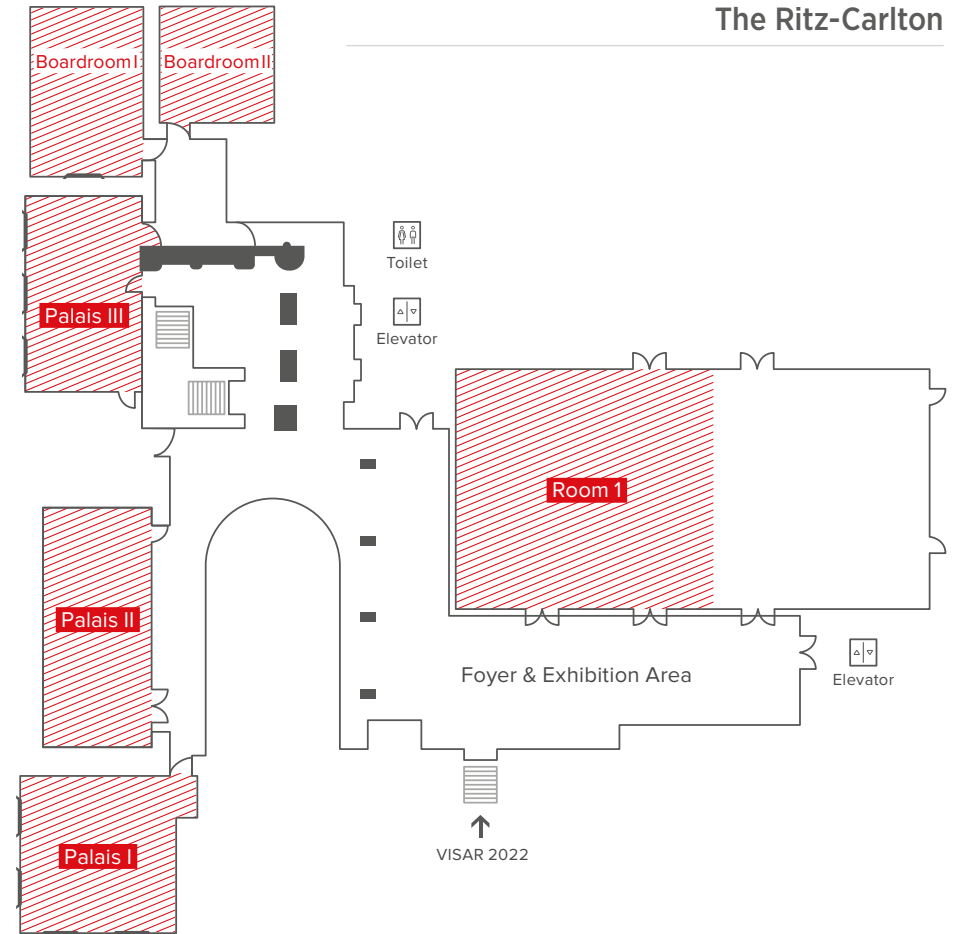 The Ritz-Carlton
Boardroom I
Boardroom II
Toilet
Palais III
Elevator
Room 1
Palais II
Foyer & Exhibition Area
Elevator
VISAR 2022
Palais I